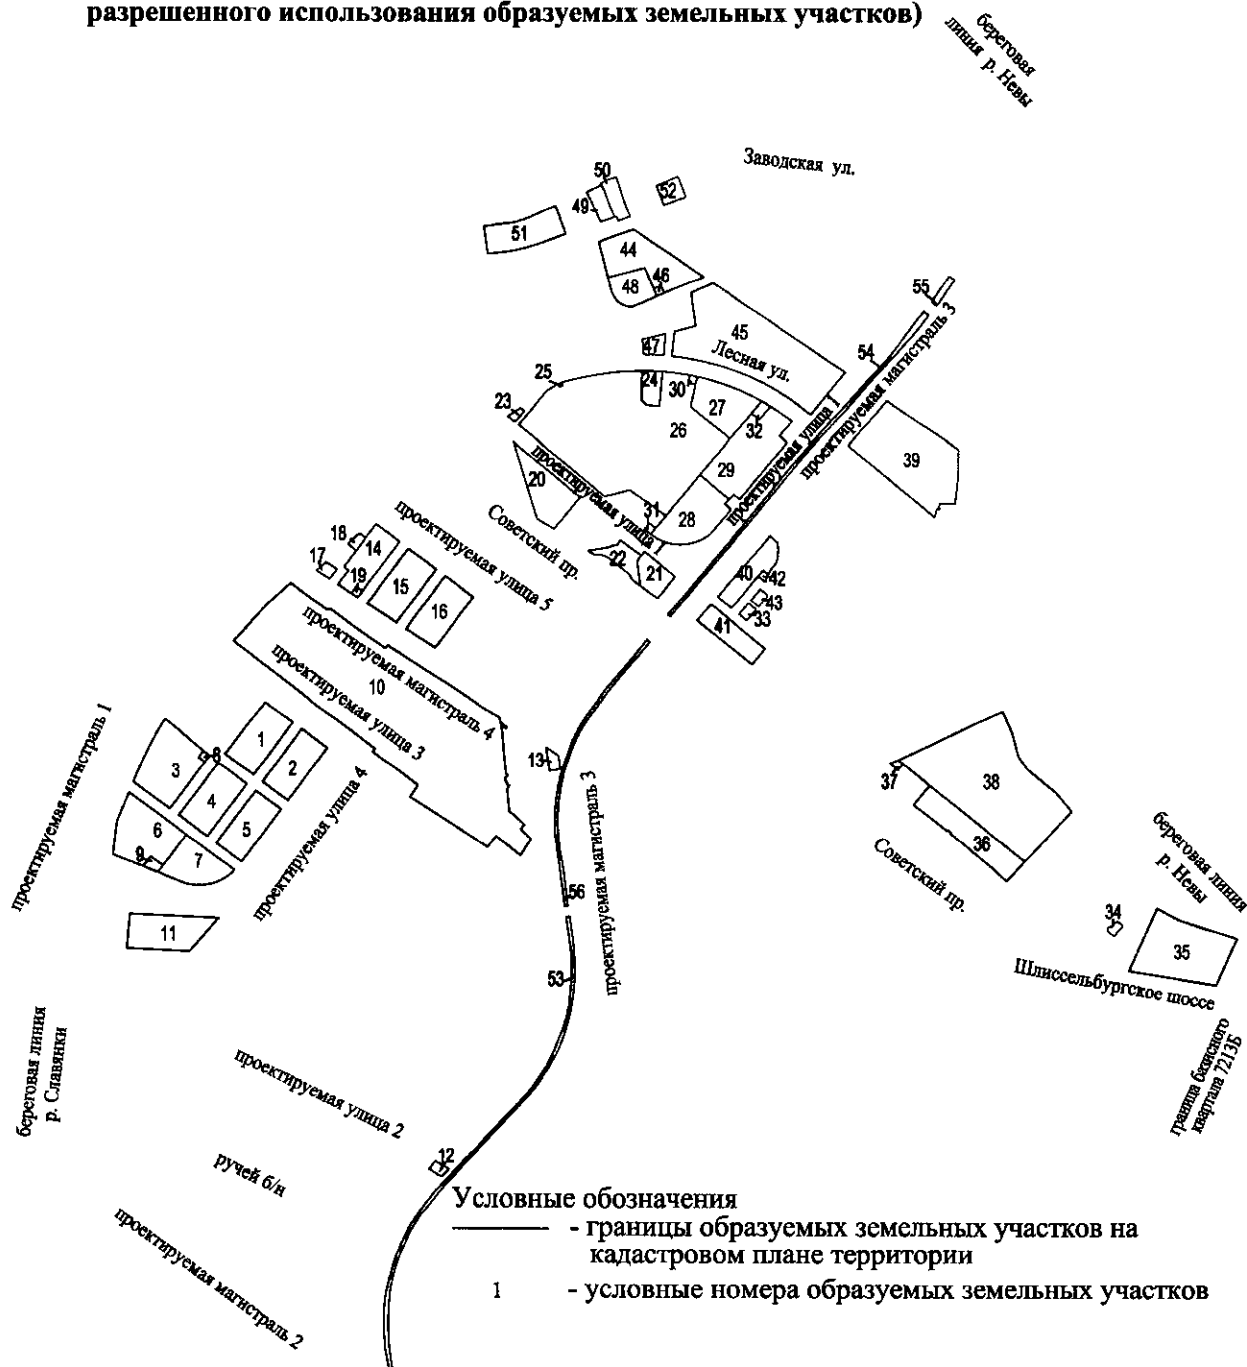 разрешенного использования образуемых земельных участков)
береговая
линия р. Невы
Заводская ул.
50
52
49
51
44
46
48
55
45
47
Лесная ул.
54
проектируемая магистраль 3
25
24
30
27
23
26
32
проектируемая улица 1
39
29
проектируемая улица
20
31
28
Советский пр.
проектируемая улица 5
18
14
22
17
19
15
21
40
42
16
43
33
41
проектируемая магистраль 4
10
проектируемая улица 3
проектируемая магистраль 1
1
8
3
2
13
37
38
4
проектируемая улица 4
проектируемая магистраль 3
6
5
36
9
7
Советский пр.
береговая линия
р. Невы
56
34
11
35
53
Шлиссельбургское шоссе
береговая линия
р. Славянки
граница базисного
квартала 7213Б
проектируемая улица 2
12
ручей б/н
проектируемая магистраль 2
Условные обозначения
- границы образуемых земельных участков на
кадастровом плане территории
1 - условные номера образуемых земельных участков